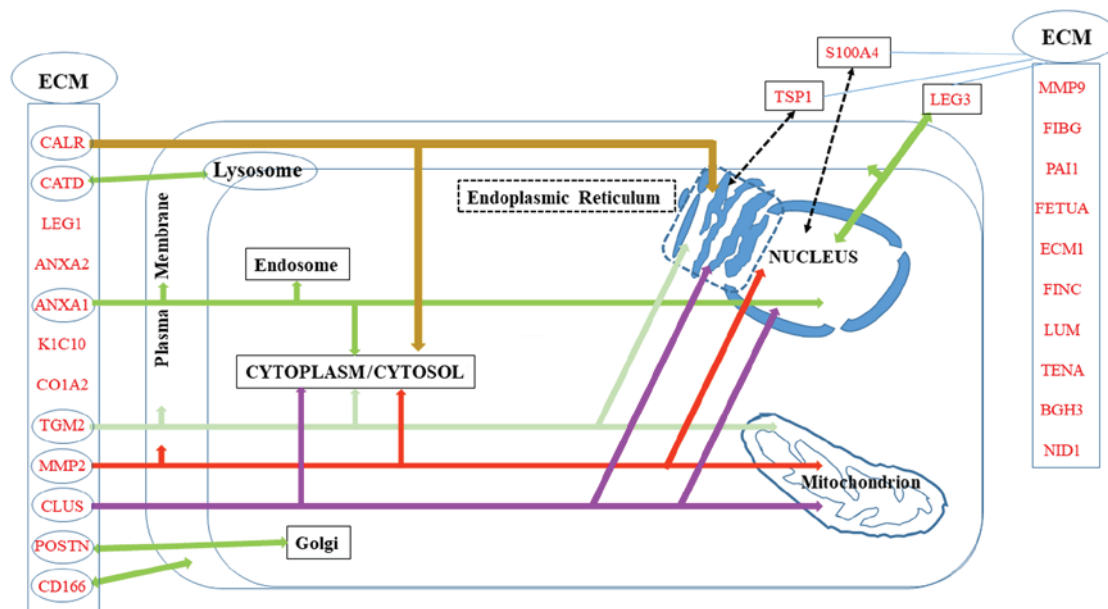 ECM
CALR
CATD
LEG1
ANXA2
ANXA1
K1C10
CO1A2
TGM2
MMP2
CLUS
POSTN
CD166
Plasma Membrane
Lysosome
Endosome
CYTOPLASM/CYTOSOL
Golgi
Endoplasmic Reticulum
NUCLEUS
Mitochondrion
TSP1
S100A4
LEG3
ECM
MMP9
FIBG
PAI1
FETUA
ECM1
FINC
LUM
TENA
BGH3
NID1